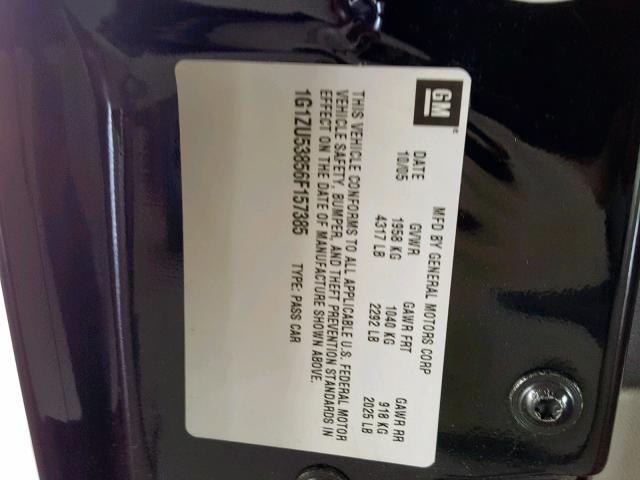 GM
MFD BY GENERAL MOTORS CORP
DATE GVWR GAWR FRT GAWR RR
10/05 1958 KG 1040 KG 918 KG
4317 LB 2292 LB 2025 LB
THIS VEHICLE CONFORMS TO ALL APPLICABLE U.S. FEDERAL MOTOR
VEHICLE SAFETY, BUMPER, AND THEFT PREVENTION STANDARDS IN
EFFECT ON THE DATE OF MANUFACTURE SHOWN ABOVE.
1G1ZU53856F157385 TYPE: PASS CAR